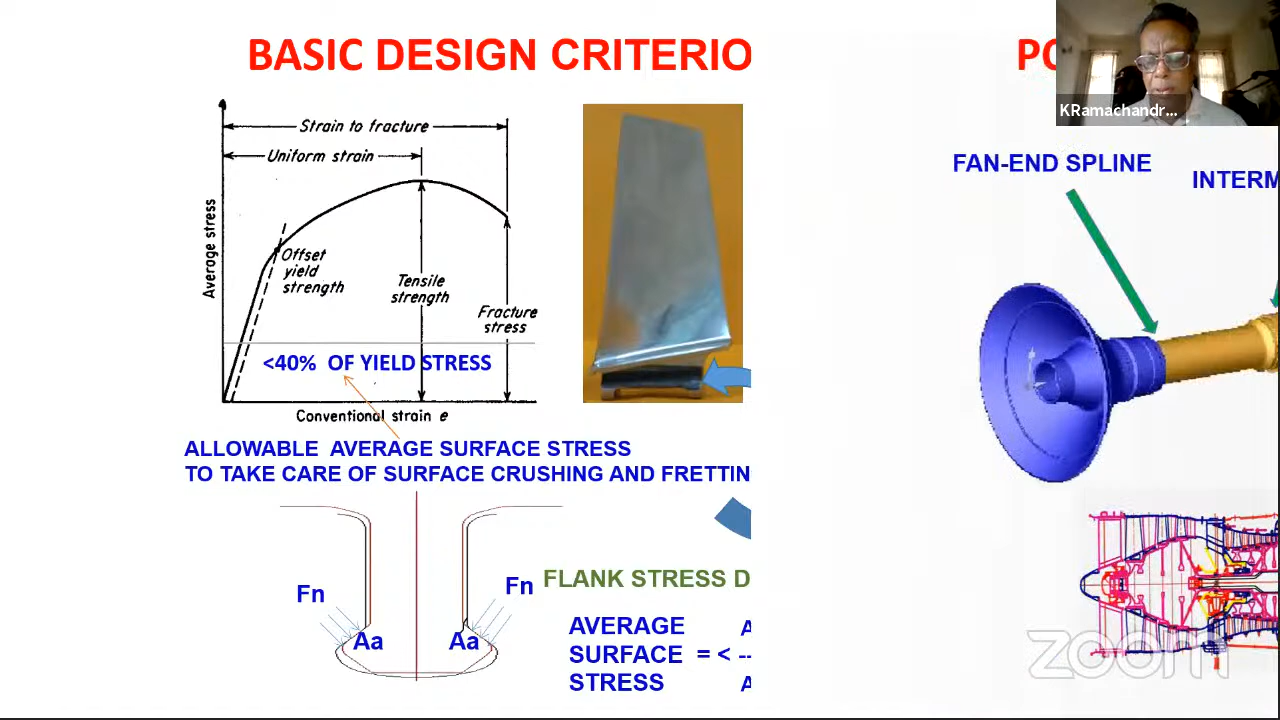 BASIC DESIGN CRITERIO
PO
KRamachandr...
Strain to fracture
Uniform strain
Average stress
Offset
yield
strength
Tensile
strength
Fracture
stress
<40% OF YIELD STRESS
Conventional strain e
FAN-END SPLINE
INTERM
ALLOWABLE AVERAGE SURFACE STRESS
TO TAKE CARE OF SURFACE CRUSHING AND FRETTIN
Fn
Fn
Aa
Aa
FLANK STRESS D
AVERAGE A
SURFACE = < --
STRESS A
zoom